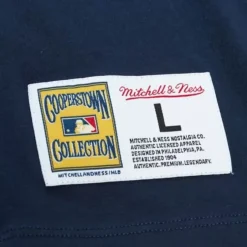 COOPERSTOWN
COLLECTION
MITCHELLANDNESS/MLB
Mitchell & Ness
L
MITCHELL & NESS NOSTALGIA CO.
AUTHENTIC LICENSED APPAREL
DESIGNED IN PHILADELPHIA, PA.
ESTABLISHED 1904
AUTHENTIC. PREMIUM. LEGENDARY.